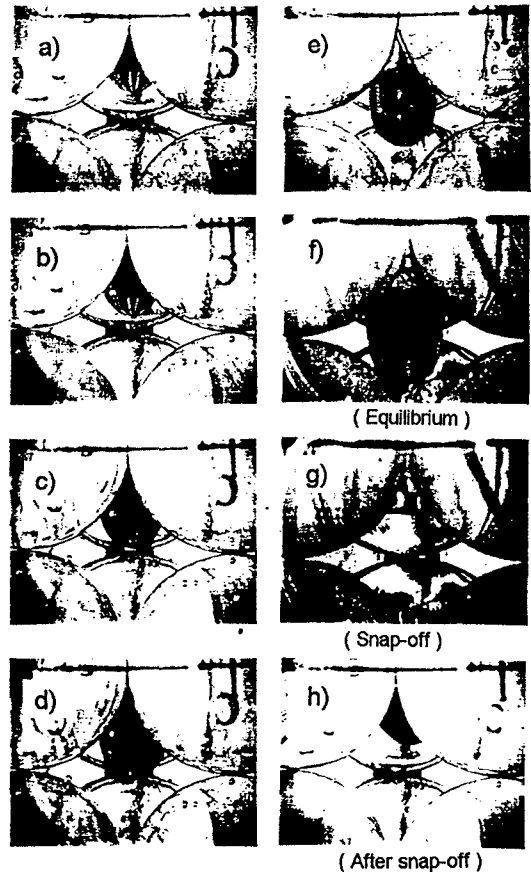 a)
e)
b)
f)
( Equilibrium )
c)
g)
( Snap-off )
d)
h)
( After snap-off )